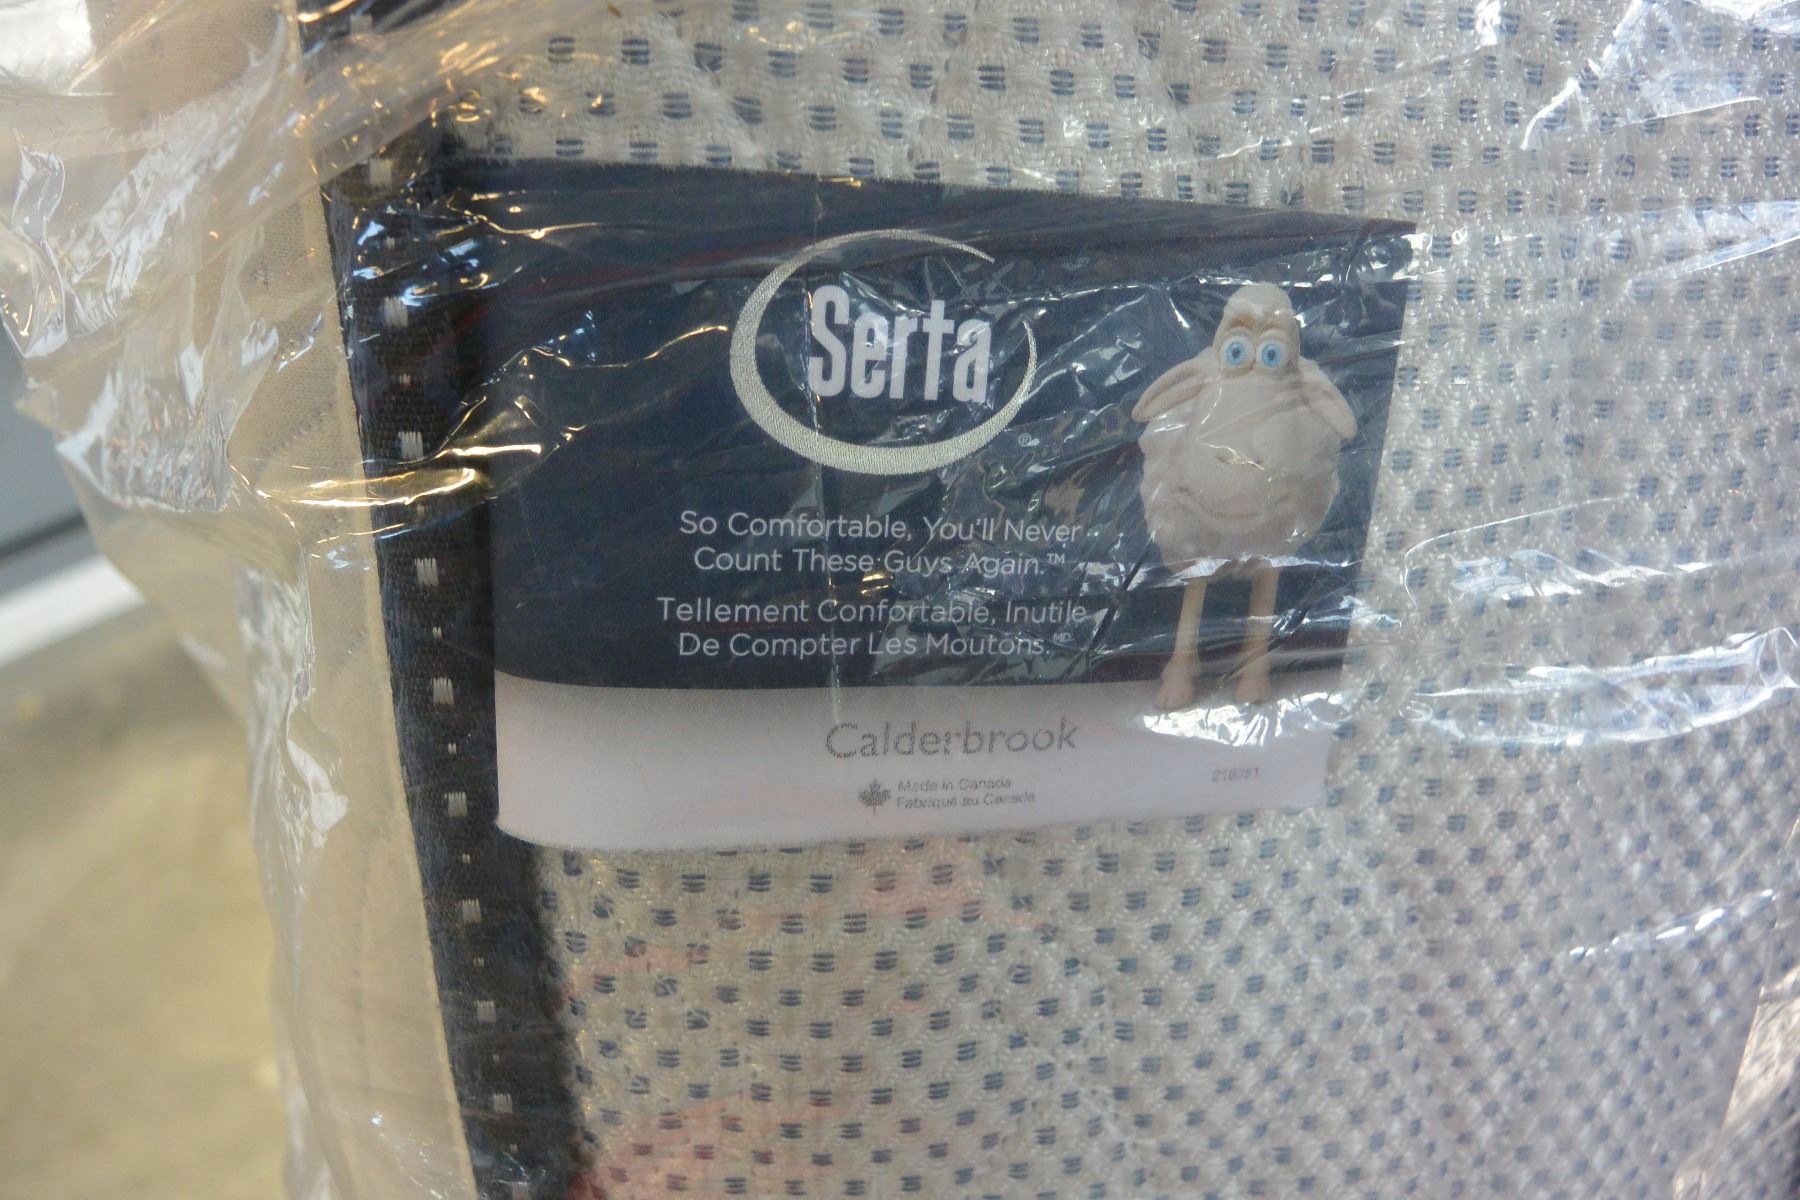 Serta®
So Comfortable, You'll Never
Count These Guys Again.™
Tellement Confortable, Inutile
De Compter Les Moutons.MD
Calderbrook
Made in Canada
Fabriqué au Canada